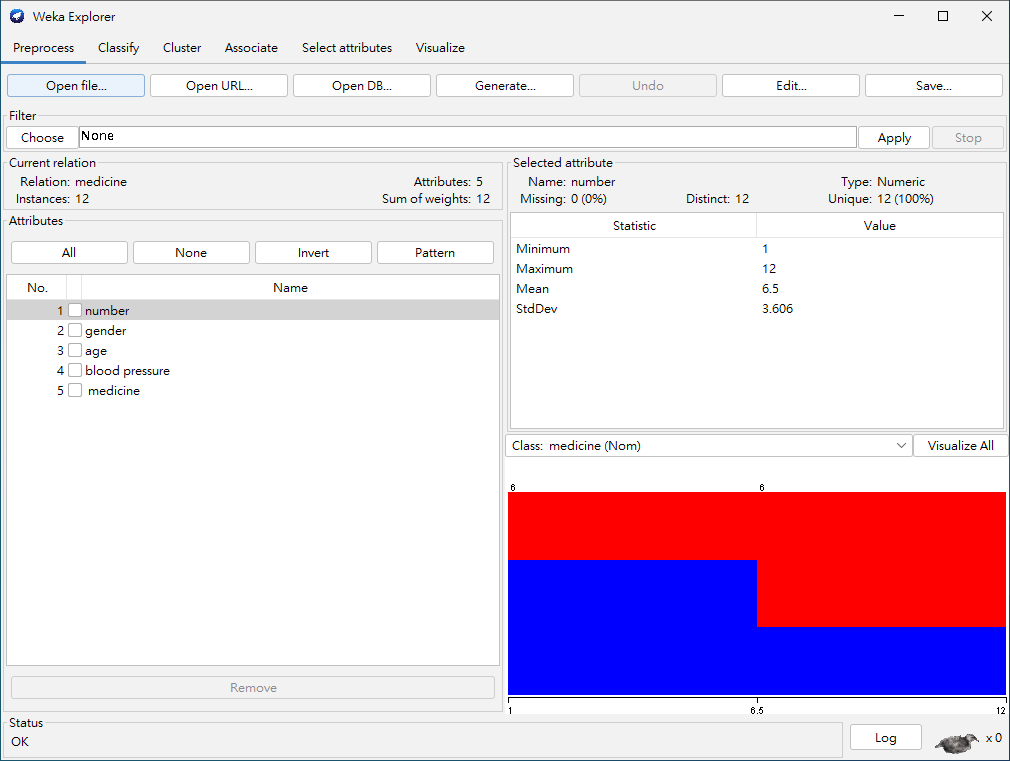 Weka Explorer
Preprocess Classify Cluster Associate Select attributes Visualize
Open file... Open URL... Open DB... Generate... Undo Edit... Save...
Filter
Choose None Apply Stop
Current relation
Relation: medicine Attributes: 5
Instances: 12 Sum of weights: 12
Attributes
All None Invert Pattern
No. Name
1 number
2 gender
3 age
4 blood pressure
5 medicine
Remove
Selected attribute
Name: number Type: Numeric
Missing: 0 (0%) Distinct: 12 Unique: 12 (100%)
Statistic Value
Minimum 1
Maximum 12
Mean 6.5
StdDev 3.606
Class: medicine (Nom) Visualize All
6 6
1 6.5 12
Status
OK
Log x 0